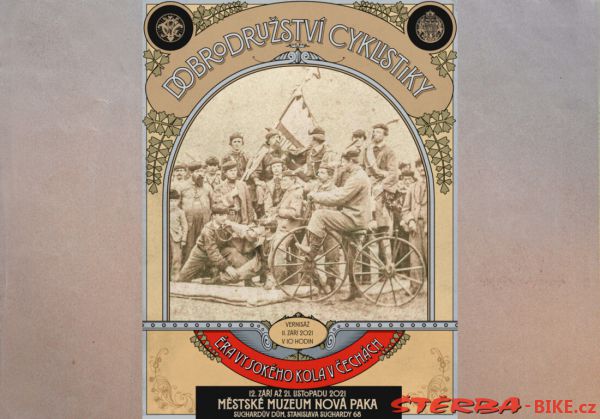 DOBRODRUŽSTVÍ CYKLISTIKY
VERNISÁŽ
11. ZÁŘÍ 2021
V 10 HODIN
ÉRA VYSOKÉHO KOLA V ČECHÁCH
12. ZÁŘÍ AŽ 21. LISTOPADU 2021
MĚSTSKÉ MUZEUM NOVÁ PAKA
SUCHARDŮV DŮM, STANISLAVA SUCHARDY 68
STERBA-BIKE.cz